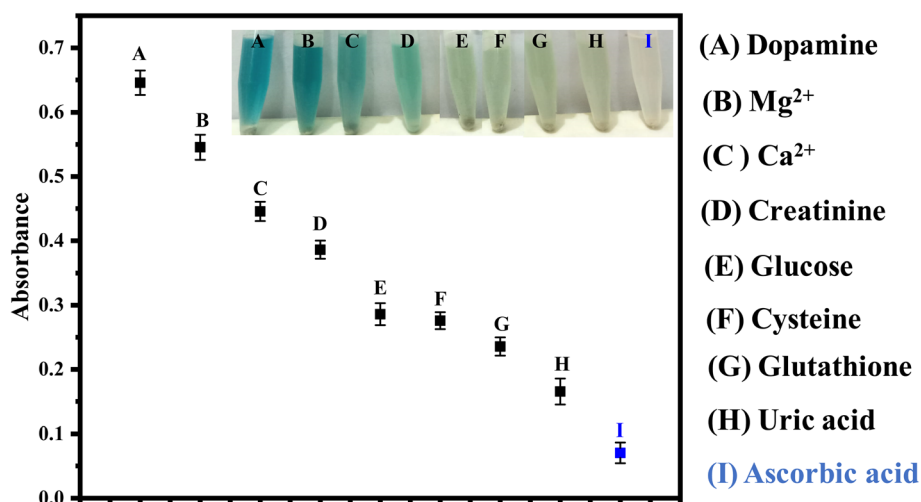 0.7
0.6
0.5
0.4
0.3
0.2
0.1
0.0
Absorbance
A
B
C
D
E
F
G
H
I
A B C D E F G H I
(A) Dopamine
(B) Mg²⁺
(C ) Ca²⁺
(D) Creatinine
(E) Glucose
(F) Cysteine
(G) Glutathione
(H) Uric acid
(I) Ascorbic acid